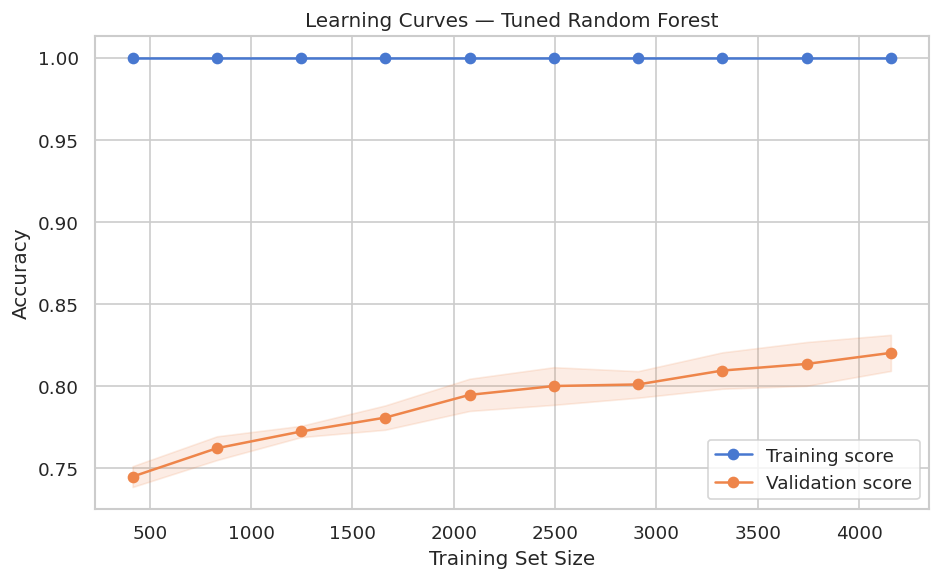 Learning Curves — Tuned Random Forest
1.00
0.95
0.90
0.85
0.80
0.75
Accuracy
Training score
Validation score
500 1000 1500 2000 2500 3000 3500 4000
Training Set Size